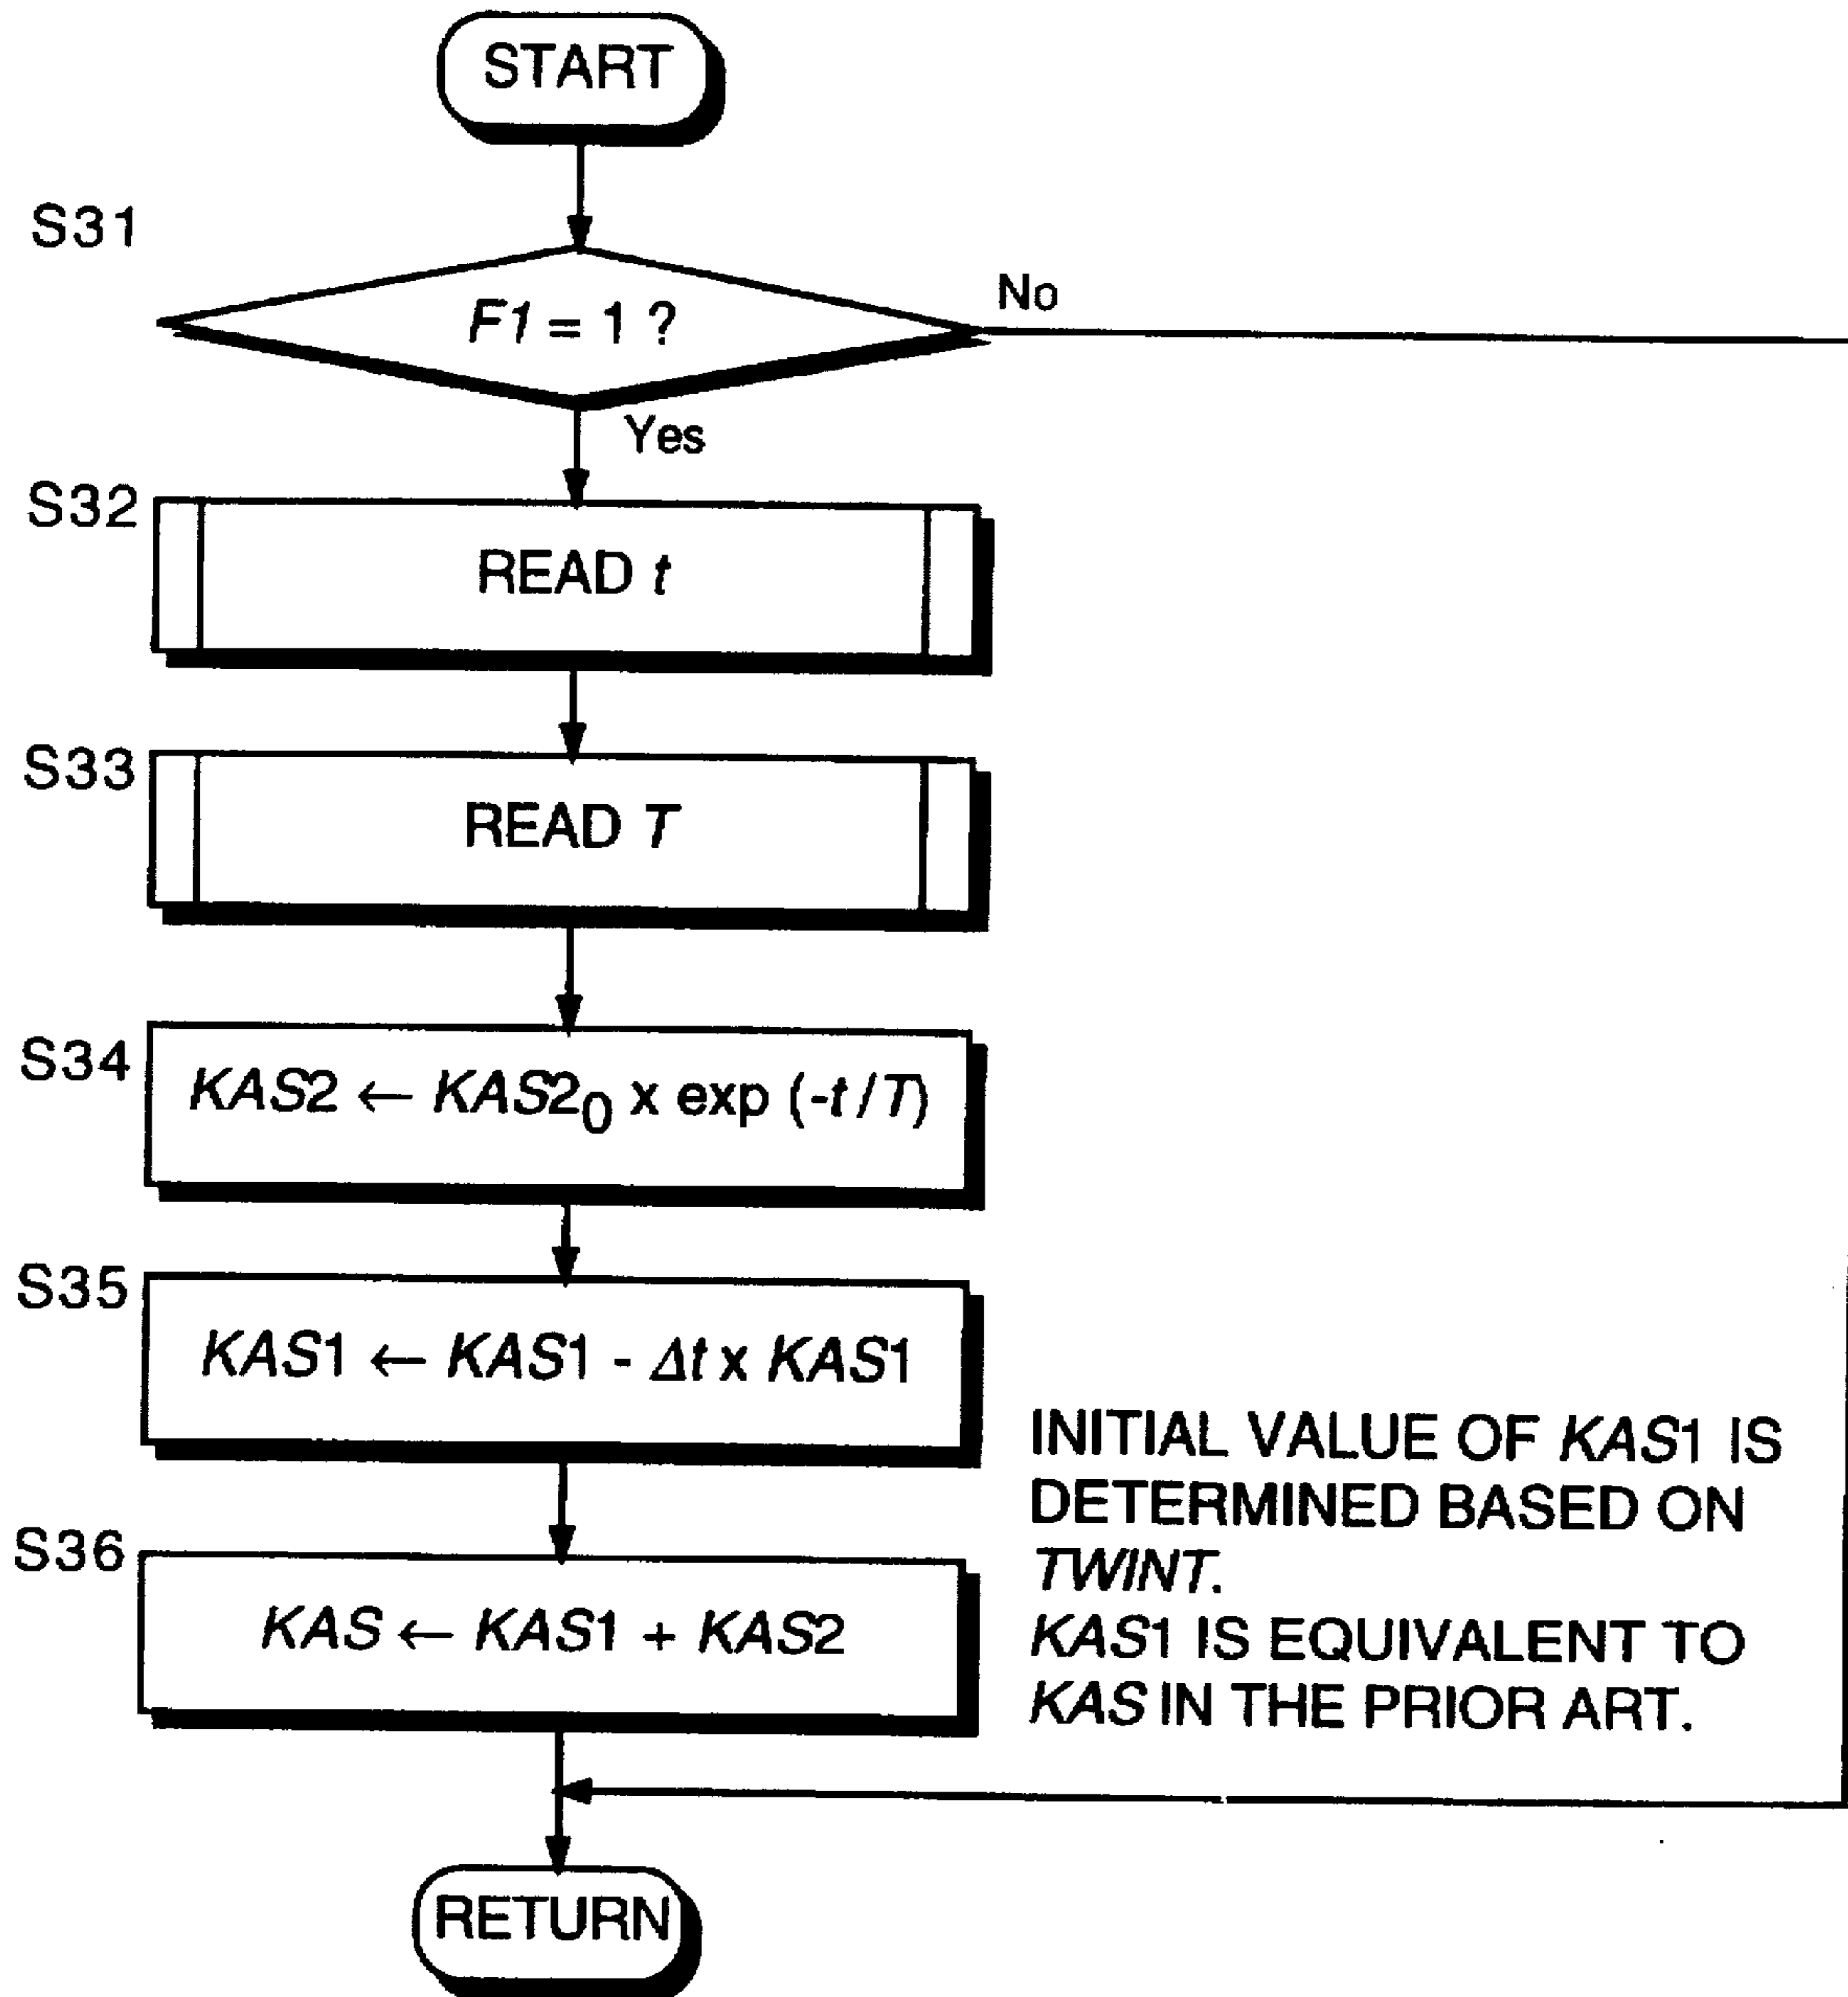 START
S31
F1 = 1 ?
No
Yes
S32
READ t
S33
READ T
S34
KAS2 ← KAS2₀ x exp (-t / T)
S35
KAS1 ← KAS1 - Δt x KAS1
S36
KAS ← KAS1 + KAS2
INITIAL VALUE OF KAS1 IS
DETERMINED BASED ON
TWINT.
KAS1 IS EQUIVALENT TO
KAS IN THE PRIOR ART.
RETURN